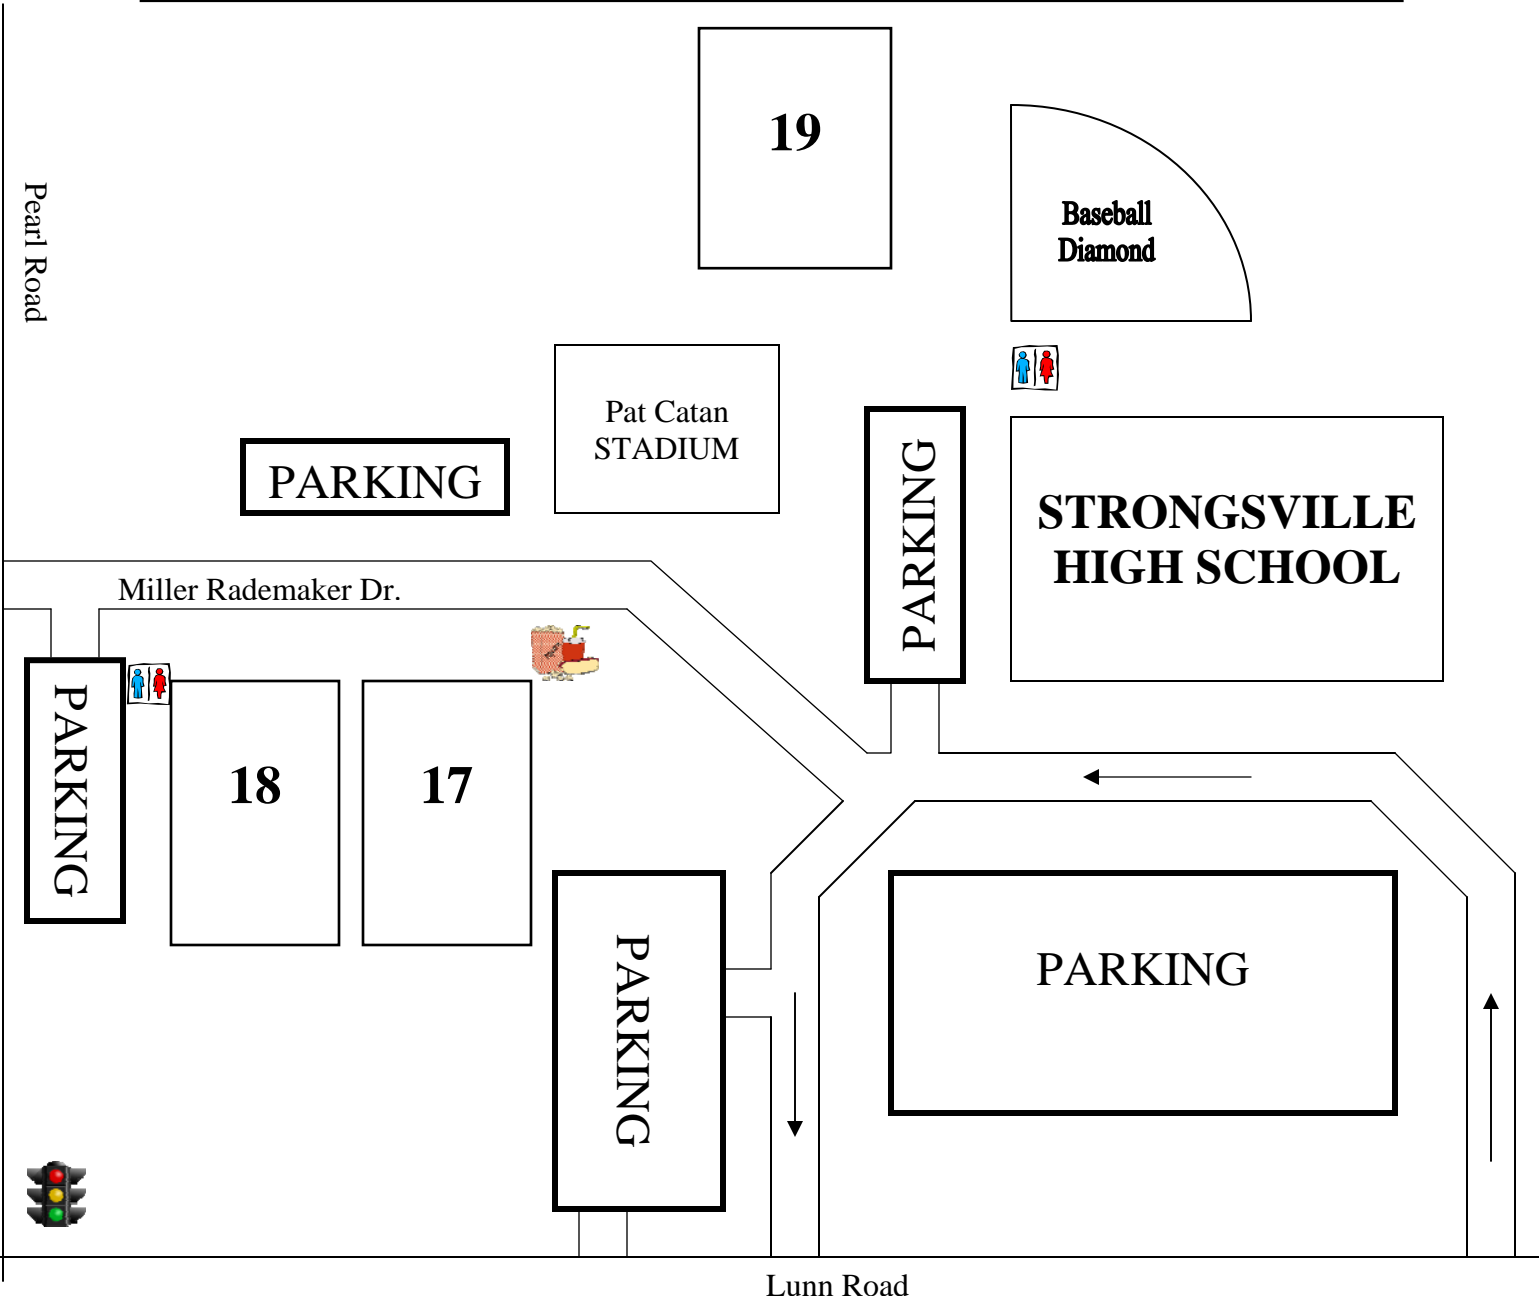 19
Baseball
Diamond
Pearl Road
Pat Catan
STADIUM
PARKING
PARKING
STRONGSVILLE
HIGH SCHOOL
Miller Rademaker Dr.
PARKING
18
17
PARKING
PARKING
Lunn Road